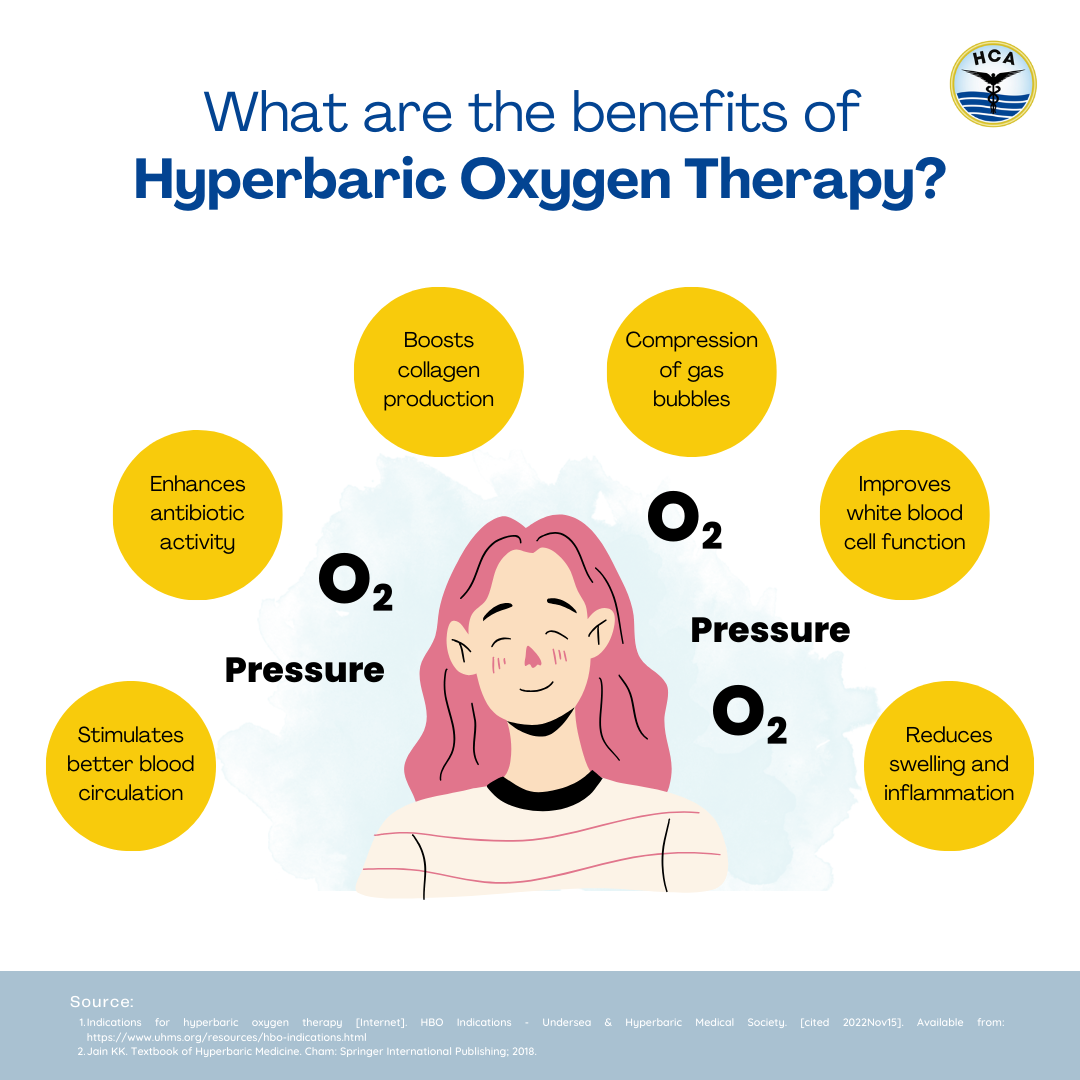 HCA
What are the benefits of
Hyperbaric Oxygen Therapy?
Boosts
collagen
production
Compression
of gas
bubbles
Enhances
antibiotic
activity
Improves
white blood
cell function
O2
O2
Pressure
Pressure
O2
Stimulates
better blood
circulation
Reduces
swelling and
inflammation
Source:
1.Indications for hyperbaric oxygen therapy [Internet]. HBO Indications - Undersea & Hyperbaric Medical Society. [cited 2022Nov15]. Available from:
https://www.uhms.org/resources/hbo-indications.html
2.Jain KK. Textbook of Hyperbaric Medicine. Cham: Springer International Publishing; 2018.